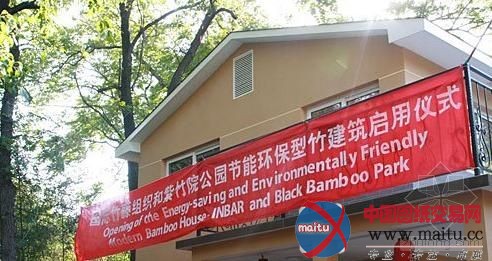 国际竹藤组织和紫竹院公园节能环保型竹建筑启用仪式
Opening of the Energy-saving and Environmentally Friendly
Modern Bamboo House: INBAR and Black Bamboo Park
maitu
www.maitu.cc